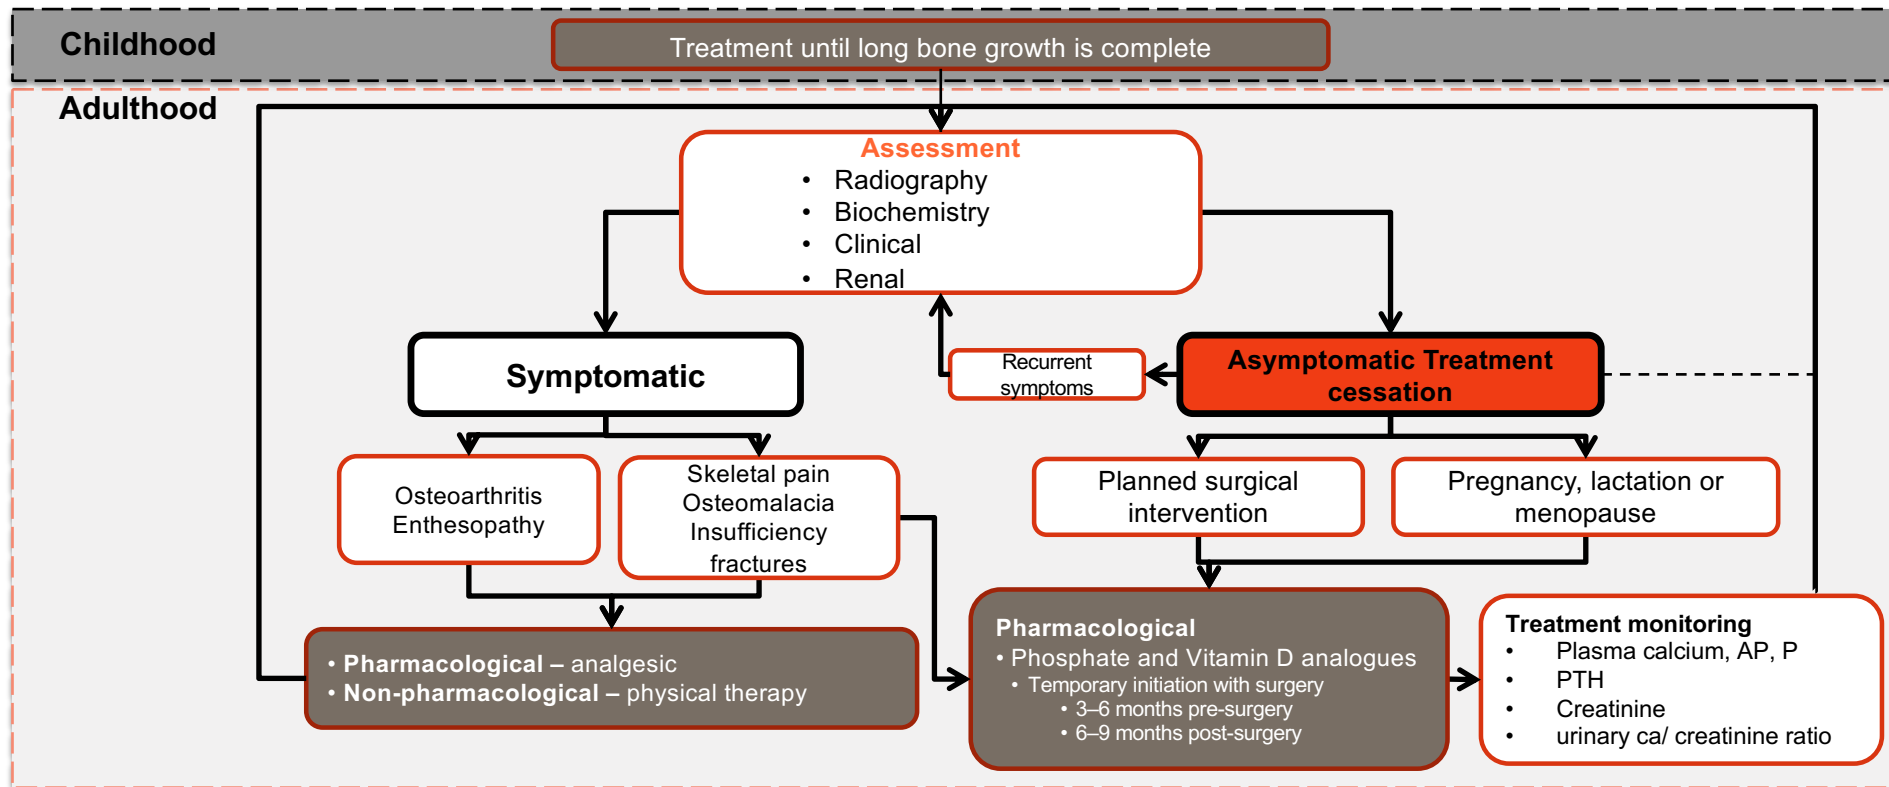 Childhood
Treatment until long bone growth is complete
Adulthood
Assessment
• Radiography
• Biochemistry
• Clinical
• Renal
Symptomatic
Recurrent
symptoms
Asymptomatic Treatment
cessation
Osteoarthritis
Enthesopathy
Skeletal pain
Osteomalacia
Insufficiency
fractures
Planned surgical
intervention
Pregnancy, lactation or
menopause
• Pharmacological – analgesic
• Non-pharmacological – physical therapy
Pharmacological
• Phosphate and Vitamin D analogues
• Temporary initiation with surgery
• 3–6 months pre-surgery
• 6–9 months post-surgery
Treatment monitoring
• Plasma calcium, AP, P
• PTH
• Creatinine
• urinary ca/ creatinine ratio